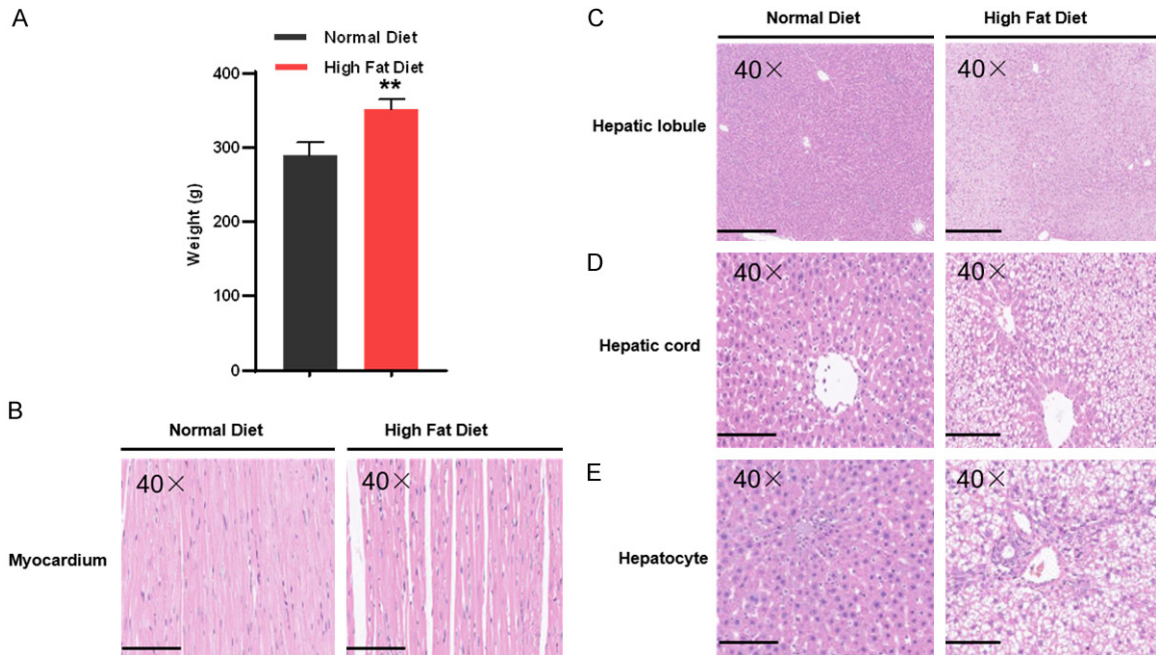 A
Normal Diet
High Fat Diet
**
400
300
200
100
0
Weight (g)
B
Normal Diet
High Fat Diet
Myocardium
40×
40×
C
Normal Diet
High Fat Diet
Hepatic lobule
40×
40×
D
Hepatic cord
40×
40×
E
Hepatocyte
40×
40×